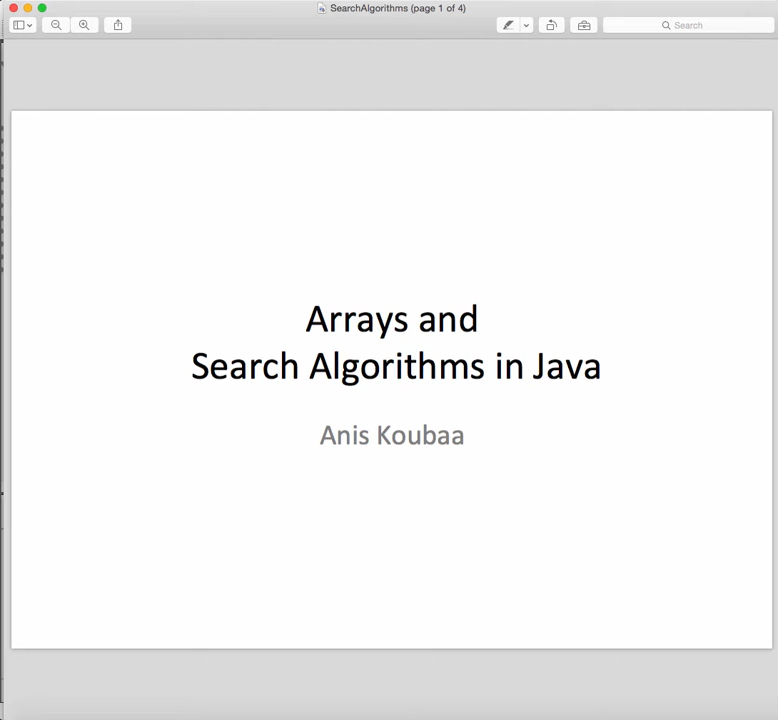 SearchAlgorithms (page 1 of 4)
Search
Arrays and
Search Algorithms in Java
Anis Koubaa